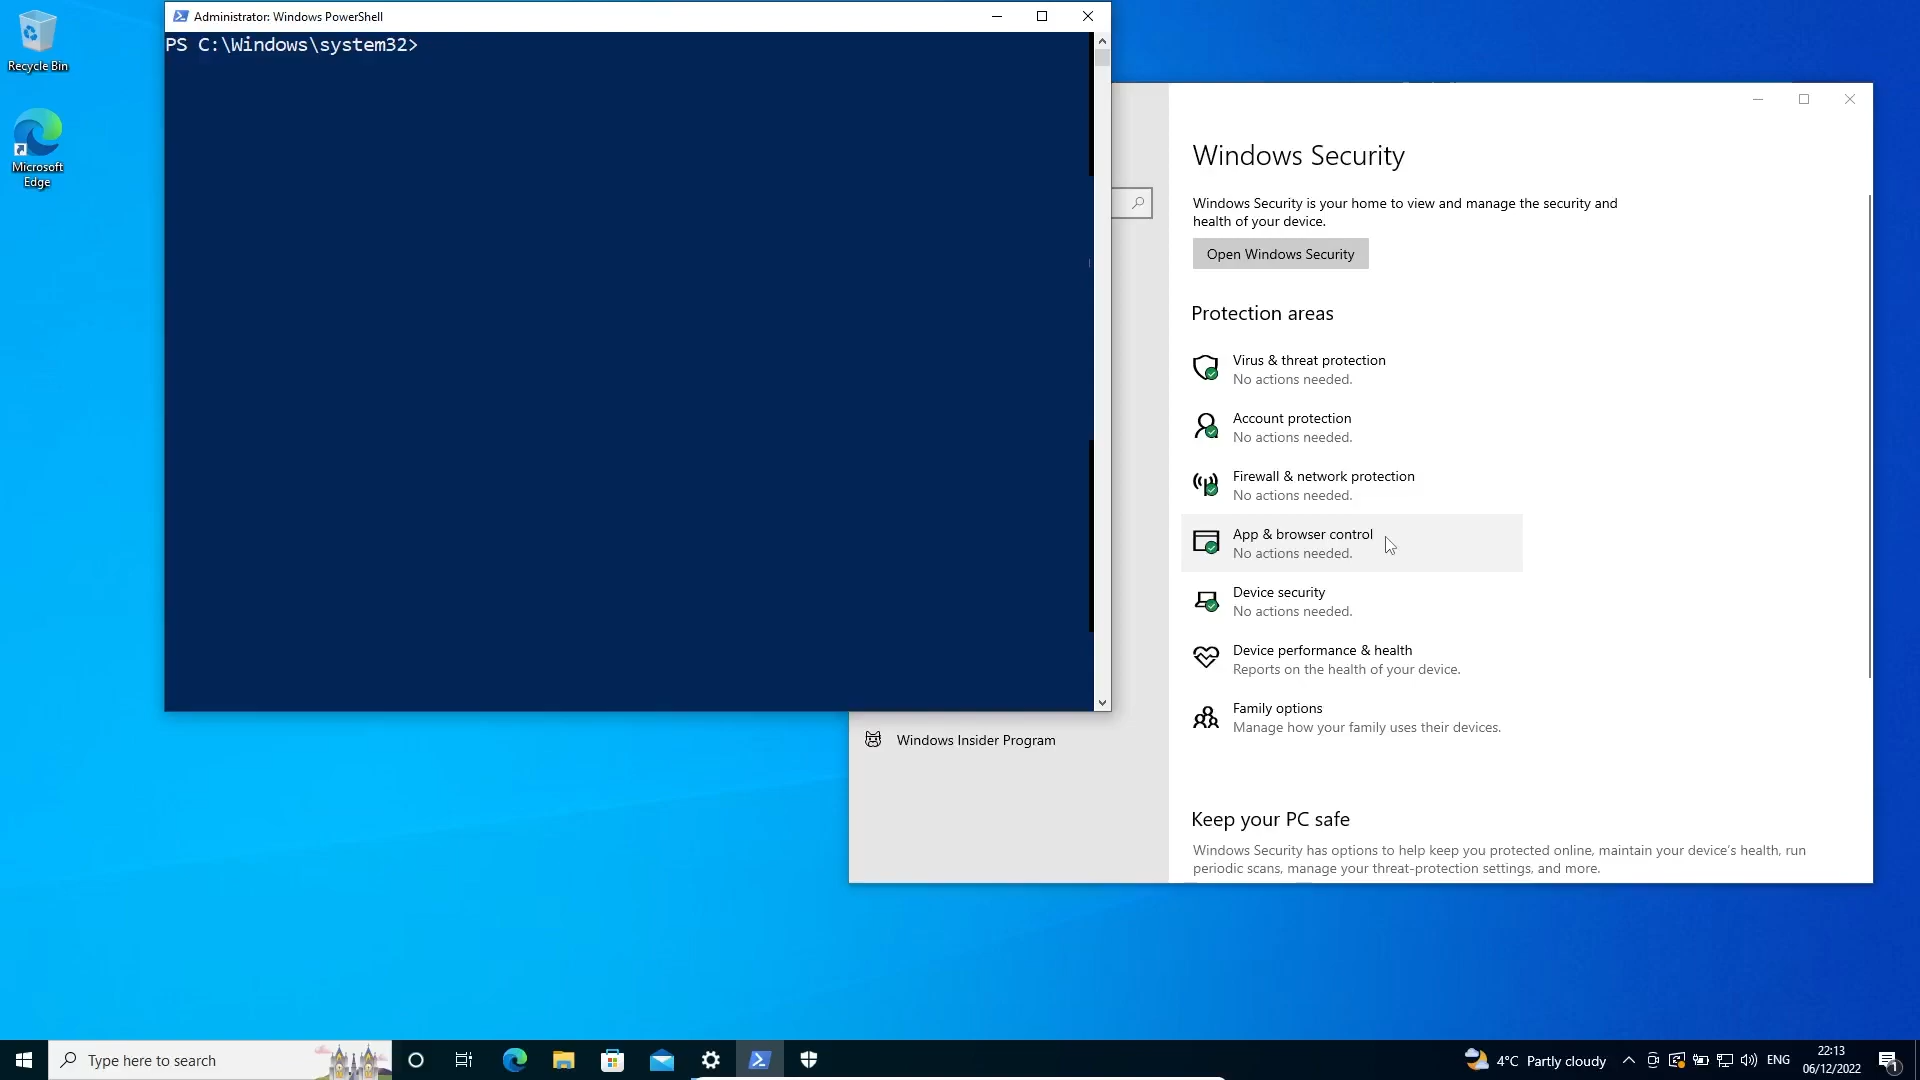 Recycle Bin
Microsoft
Edge
Administrator: Windows PowerShell
PS C:\Windows\system32>
Windows Security
Windows Security is your home to view and manage the security and
health of your device.
Open Windows Security
Protection areas
Virus & threat protection
No actions needed.
Account protection
No actions needed.
Firewall & network protection
No actions needed.
App & browser control
No actions needed.
Device security
No actions needed.
Device performance & health
Reports on the health of your device.
Family options
Manage how your family uses their devices.
Windows Insider Program
Keep your PC safe
Windows Security has options to help keep you protected online, maintain your device's health, run
periodic scans, manage your threat-protection settings, and more.
Type here to search
4°C Partly cloudy
ENG
22:13
06/12/2022
1